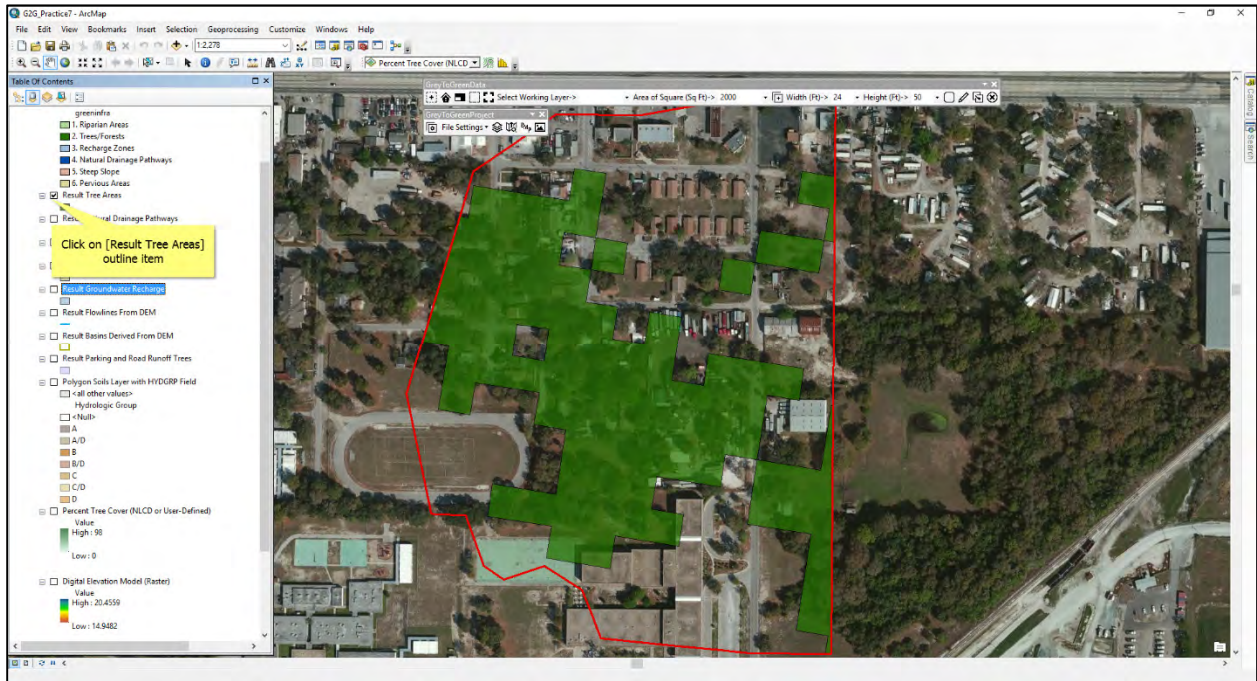 G2G_Practice7 - ArcMap
File Edit View Bookmarks Insert Selection Geoprocessing Customize Windows Help
1:2,278
Percent Tree Cover (NLCD
Table Of Contents
GreyToGreenData
Select Working Layer-> Area of Square (Sq Ft)-> 2000 Width (Ft)-> 24 Height (Ft)-> 50
GreyToGreenProject
File Settings
Catalog
Search
greeninfra
1. Riparian Areas
2. Trees/Forests
3. Recharge Zones
4. Natural Drainage Pathways
5. Steep Slope
6. Pervious Areas
Result Tree Areas
Natural Drainage Pathways
Click on [Result Tree Areas]
outline item
Result Groundwater Recharge
Result Flowlines From DEM
Result Basins Derived From DEM
Result Parking and Road Runoff Trees
Polygon Soils Layer with HYDGRP Field
<all other values>
Hydrologic Group
<Null>
A
A/D
B
B/D
C
C/D
D
Percent Tree Cover (NLCD or User-Defined)
Value
High : 98
Low : 0
Digital Elevation Model (Raster)
Value
High : 20.4559
Low : 14.9482